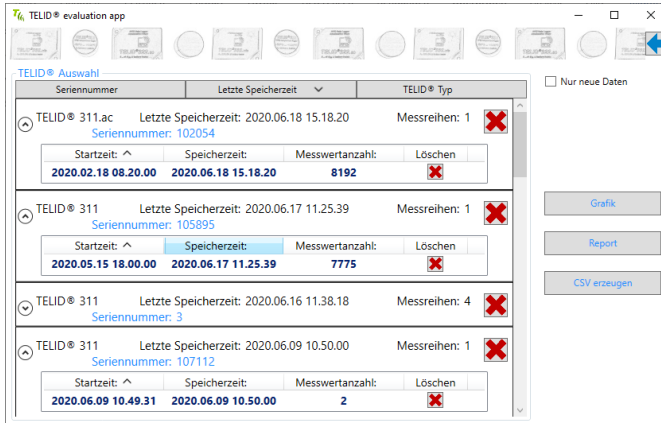 TELID® evaluation app
TELID® Auswahl
Seriennummer Letzte Speicherzeit TELID® Typ
Nur neue Daten
TELID® 311.ac Letzte Speicherzeit: 2020.06.18 15.18.20 Messreihen: 1
Seriennummer: 102054
Startzeit: Speicherzeit: Messwertanzahl: Löschen
2020.02.18 08.20.00 2020.06.18 15.18.20 8192
TELID® 311 Letzte Speicherzeit: 2020.06.17 11.25.39 Messreihen: 1
Seriennummer: 105895
Startzeit: Speicherzeit: Messwertanzahl: Löschen
2020.05.15 18.00.00 2020.06.17 11.25.39 7775
TELID® 311 Letzte Speicherzeit: 2020.06.16 11.38.18 Messreihen: 4
Seriennummer: 3
TELID® 311 Letzte Speicherzeit: 2020.06.09 10.50.00 Messreihen: 1
Seriennummer: 107112
Startzeit: Speicherzeit: Messwertanzahl: Löschen
2020.06.09 10.49.31 2020.06.09 10.50.00 2
Grafik
Report
CSV erzeugen